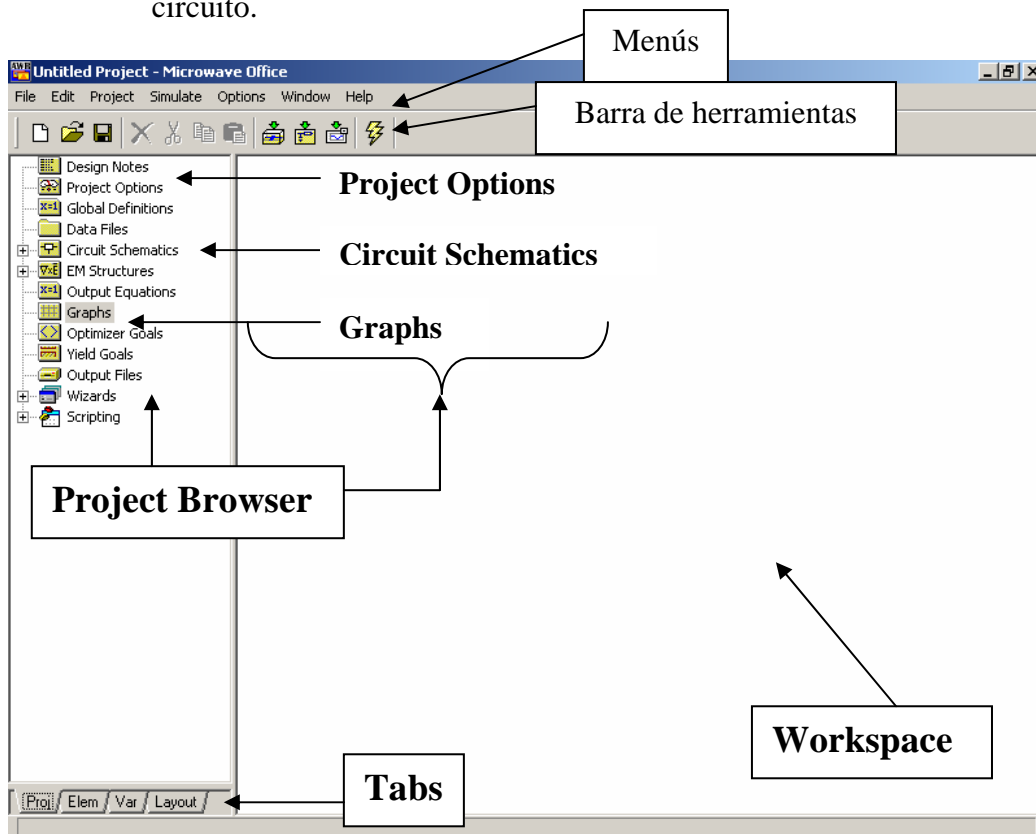 circuito.
Menús
Untitled Project - Microwave Office
File Edit Project Simulate Options Window Help
Barra de herramientas
Design Notes
Project Options
Project Options
Global Definitions
Data Files
Circuit Schematics
Circuit Schematics
EM Structures
Output Equations
Graphs
Graphs
Optimizer Goals
Yield Goals
Output Files
Wizards
Scripting
Project Browser
Workspace
Tabs
Proj Elem Var Layout